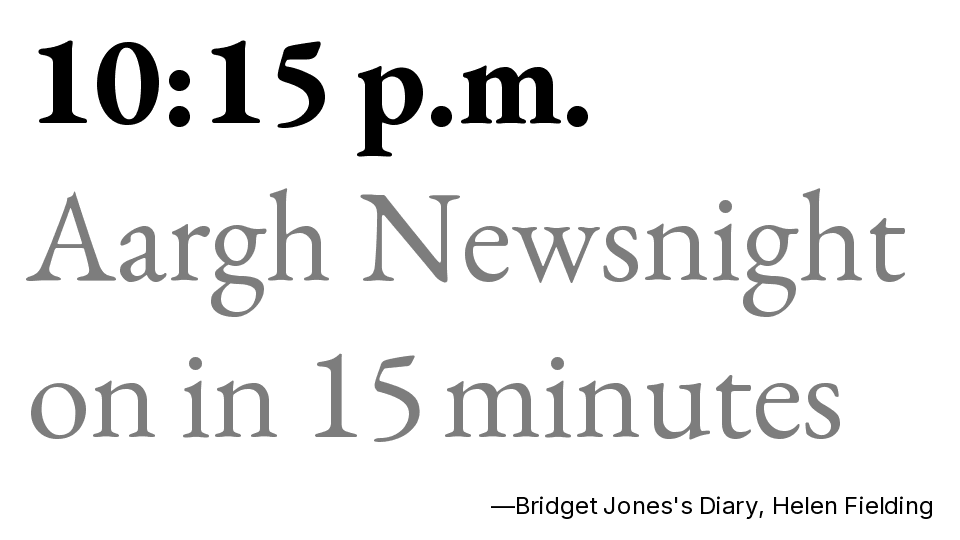 10:15 p.m.
Aargh Newsnight
on in 15 minutes
—Bridget Jones's Diary, Helen Fielding